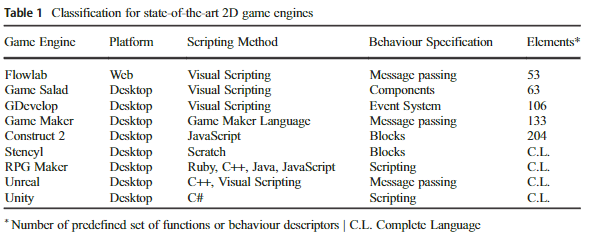 Table 1 Classification for state-of-the-art 2D game engines
Game Engine Platform Scripting Method Behaviour Specification Elements*
Flowlab Web Visual Scripting Message passing 53
Game Salad Desktop Visual Scripting Components 63
GDevelop Desktop Visual Scripting Event System 106
Game Maker Desktop Game Maker Language Message passing 133
Construct 2 Desktop JavaScript Blocks 204
Stencyl Desktop Scratch Blocks C.L.
RPG Maker Desktop Ruby, C++, Java, JavaScript Scripting C.L.
Unreal Desktop C++, Visual Scripting Message passing C.L.
Unity Desktop C# Scripting C.L.
* Number of predefined set of functions or behaviour descriptors | C.L. Complete Language